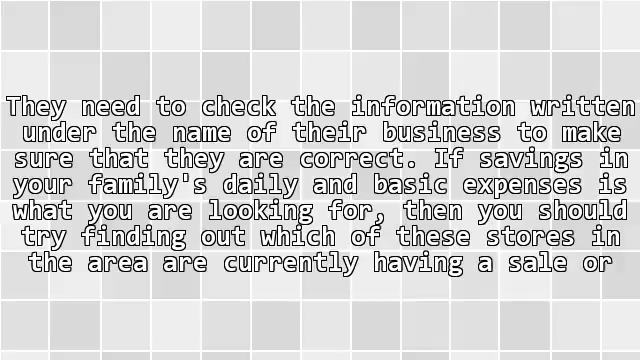 They need to check the information written
under the name of their business to make
sure that they are correct. If savings in
your family's daily and basic expenses is
what you are looking for, then you should
try finding out which of these stores in
the area are currently having a sale or